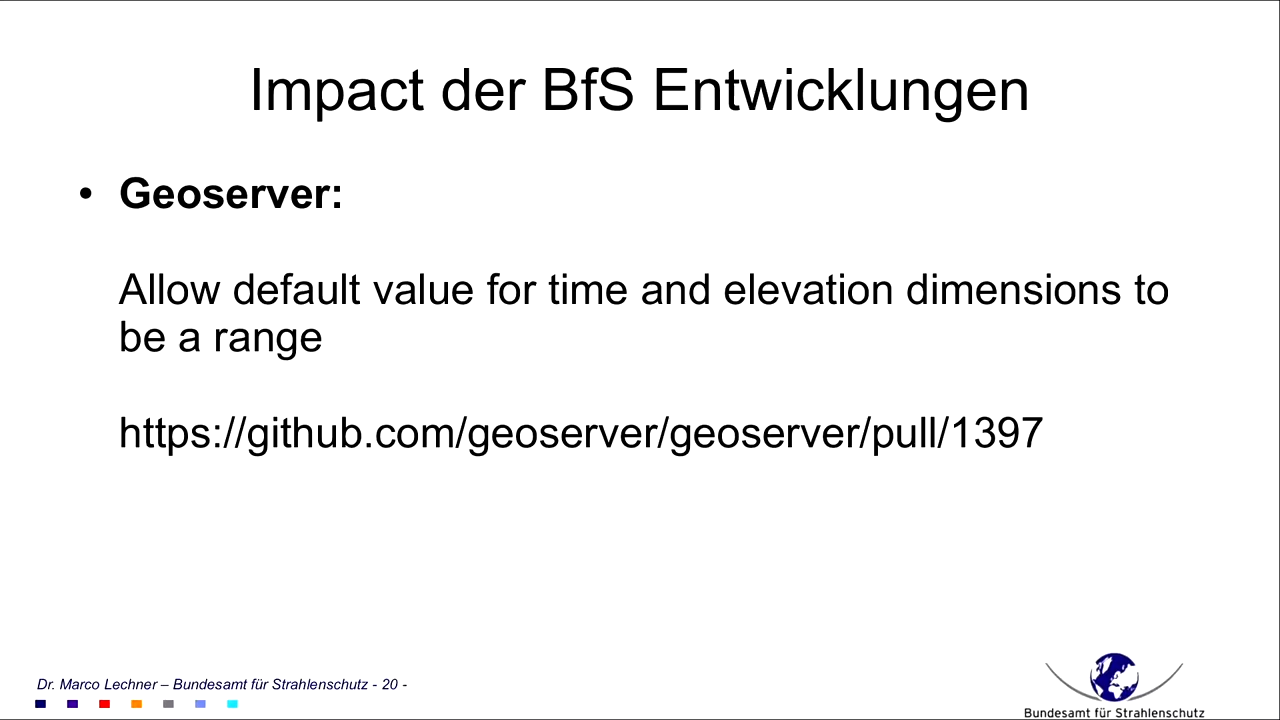 Impact der BfS Entwicklungen
• Geoserver:
Allow default value for time and elevation dimensions to
be a range
https://github.com/geoserver/geoserver/pull/1397
Dr. Marco Lechner – Bundesamt für Strahlenschutz - 20 -
Bundesamt für Strahlenschutz